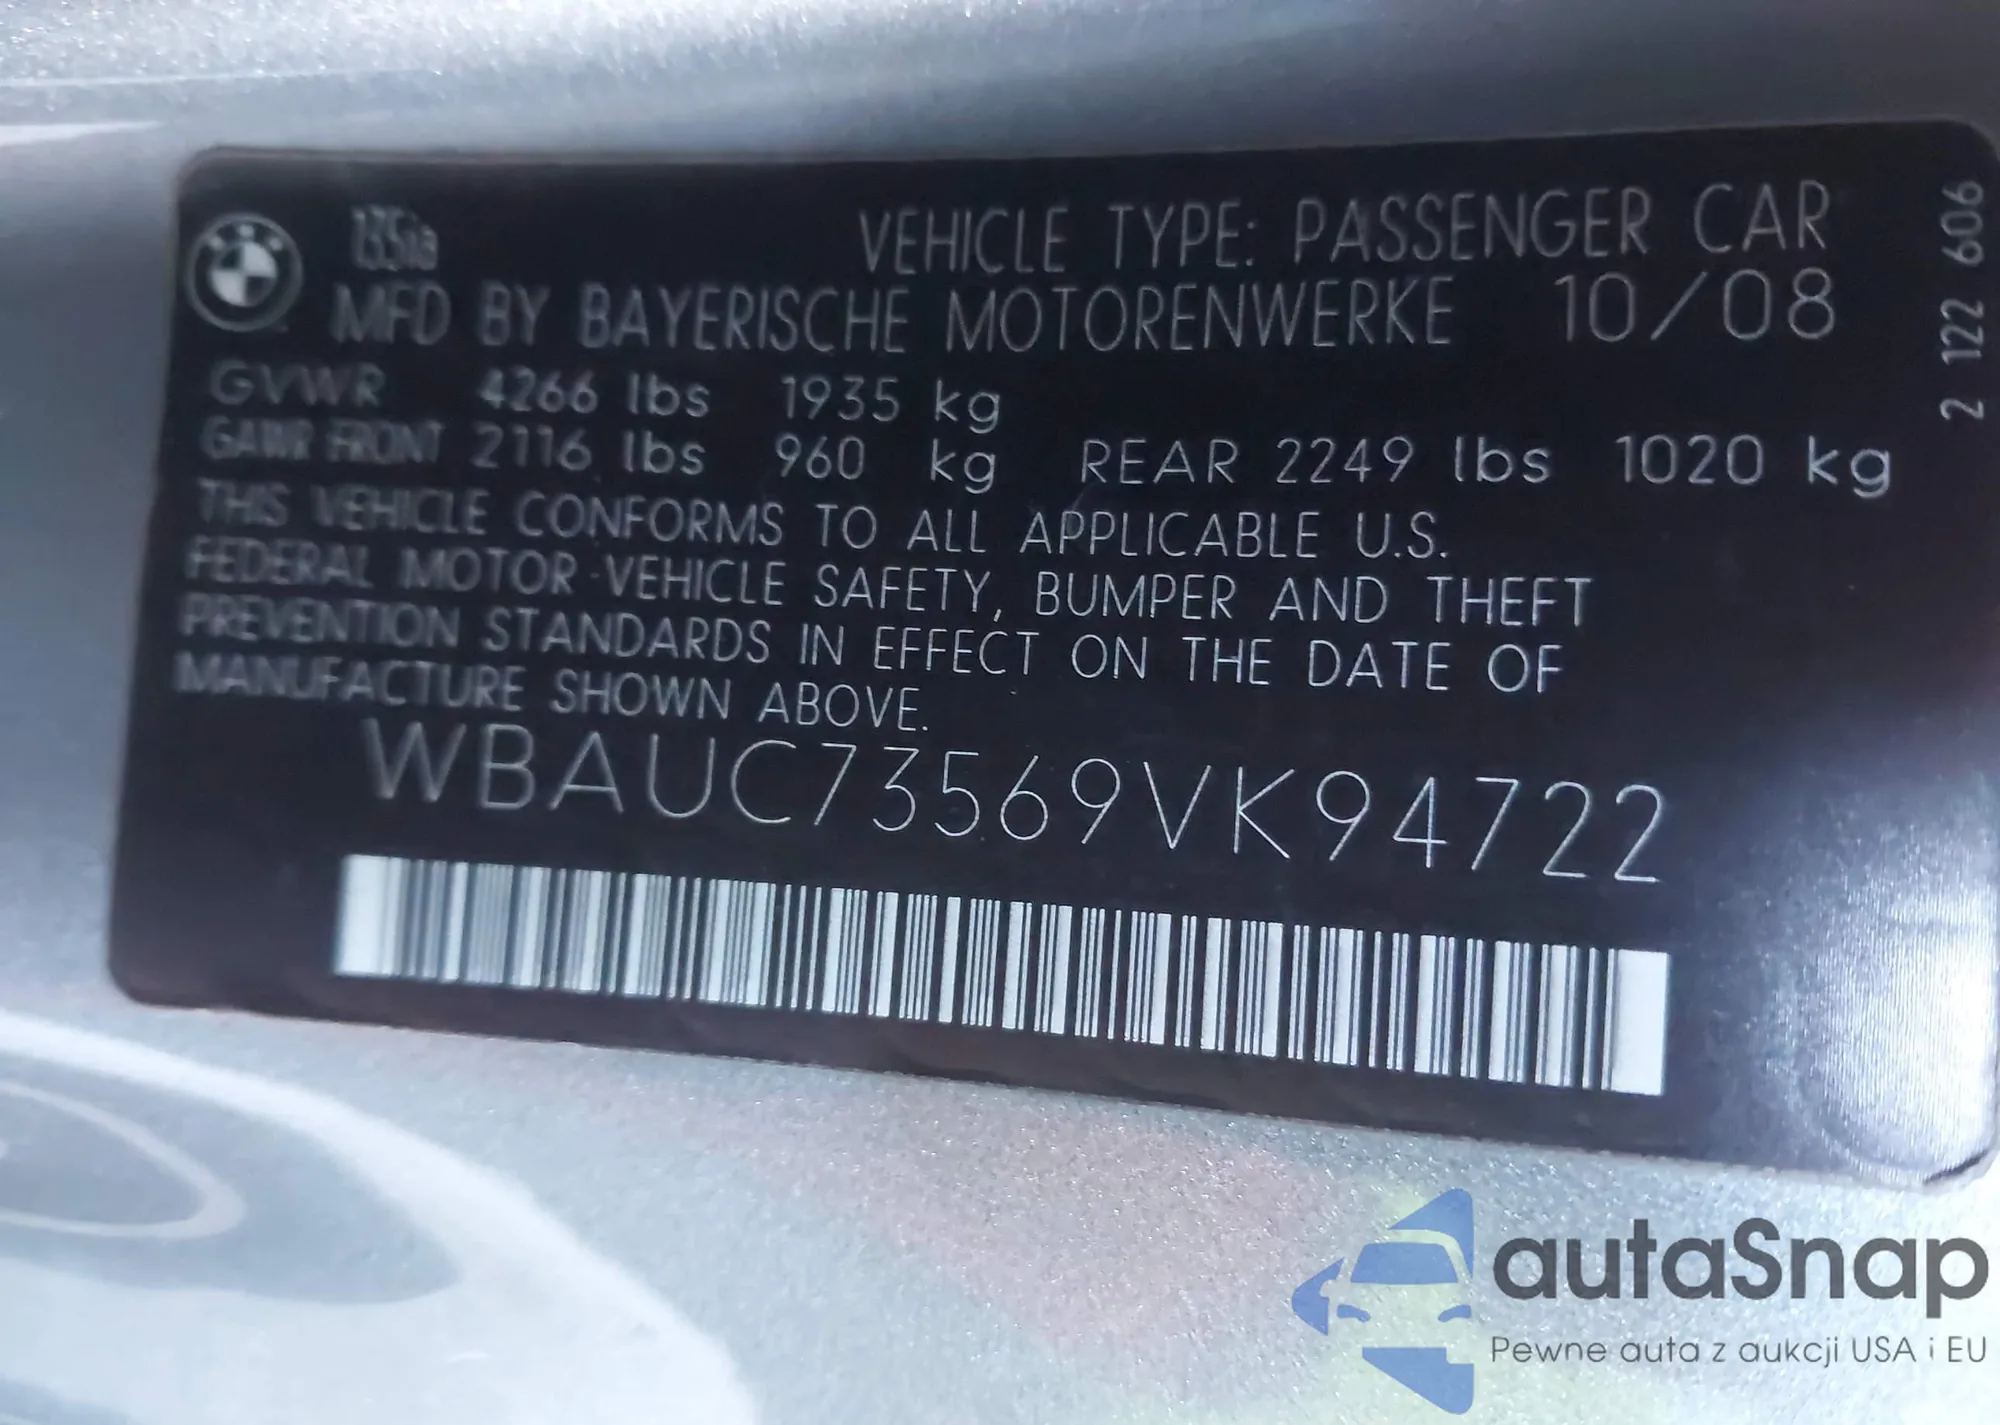 135ia
VEHICLE TYPE: PASSENGER CAR
MFD BY BAYERISCHE MOTORENWERKE 10/08
GVWR 4266 lbs 1935 kg
GAWR FRONT 2116 lbs 960 kg REAR 2249 lbs 1020 kg
THIS VEHICLE CONFORMS TO ALL APPLICABLE U.S.
FEDERAL MOTOR VEHICLE SAFETY, BUMPER AND THEFT
PREVENTION STANDARDS IN EFFECT ON THE DATE OF
MANUFACTURE SHOWN ABOVE.
WBAUC73569VK94722
2 122 606
autaSnap
Pewne auta z aukcji USA i EU